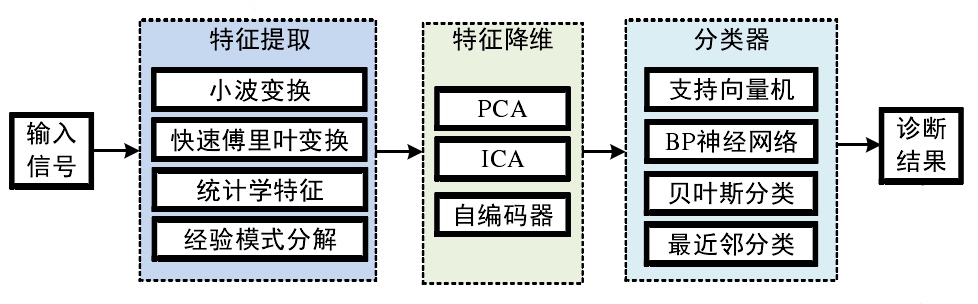 输入
信号
特征提取
小波变换
快速傅里叶变换
统计学特征
经验模式分解
特征降维
PCA
ICA
自编码器
分类器
支持向量机
BP神经网络
贝叶斯分类
最近邻分类
诊断
结果